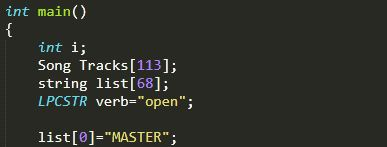 int main()
{
int i;
Song Tracks[113];
string list[68];
LPCSTR verb="open";
list[0]="MASTER";